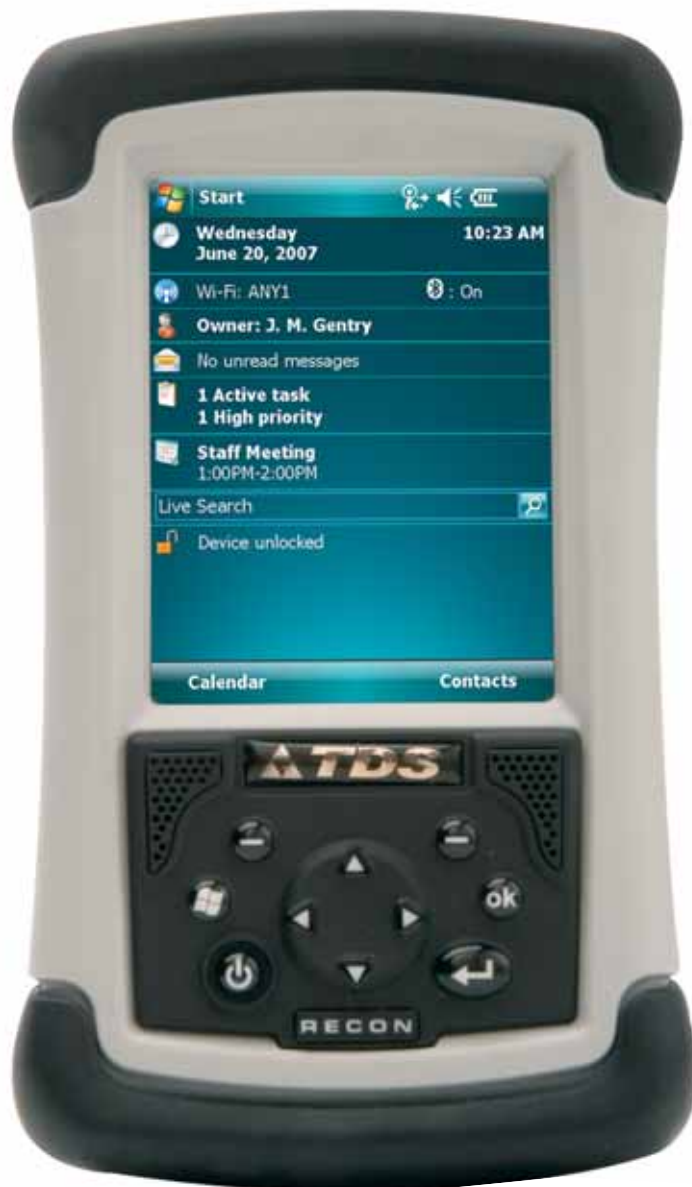 Start
Wednesday 10:23 AM
June 20, 2007
Wi-Fi: ANY1 : On
Owner: J. M. Gentry
No unread messages
1 Active task
1 High priority
Staff Meeting
1:00PM-2:00PM
Live Search
Device unlocked
Calendar Contacts
TDS
ok
RECON